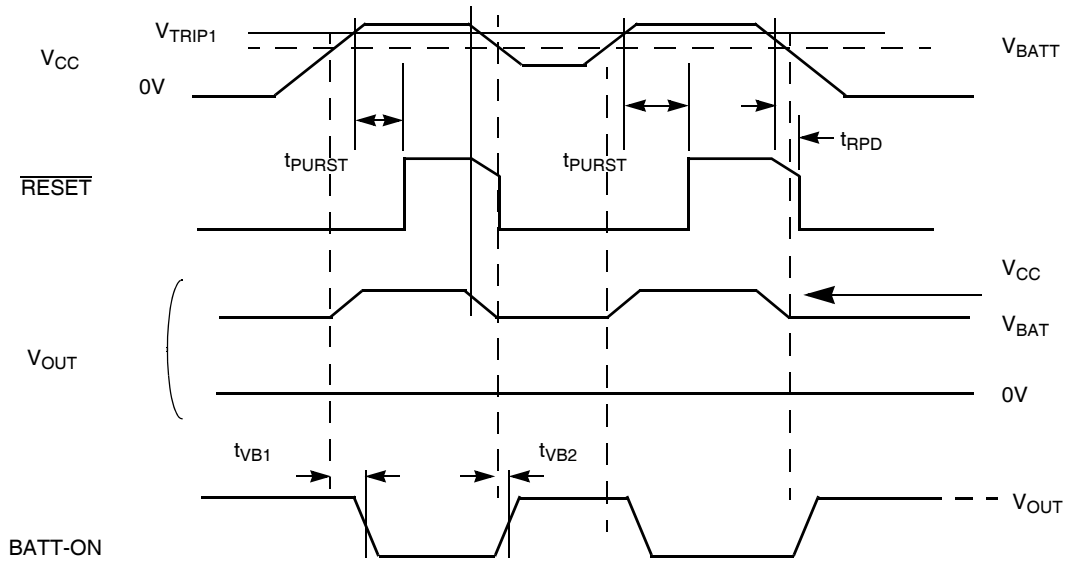 VTRIP1
VCC
VBATT
0V
tPURST
tPURST
tRPD
RESET
VCC
VBAT
VOUT
0V
tVB1
tVB2
VOUT
BATT-ON